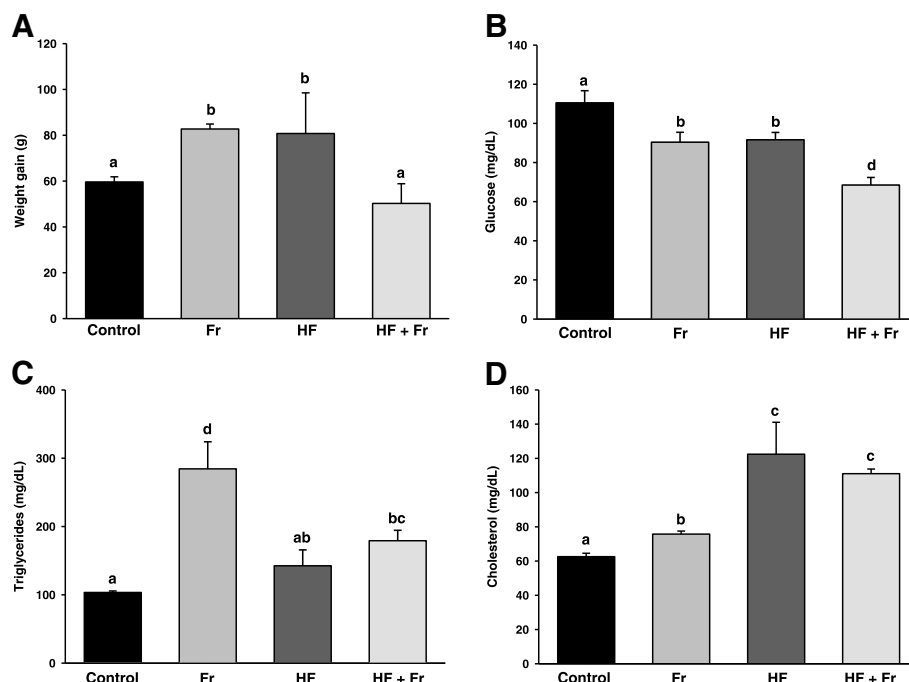 A
Weight gain (g)
120
100
80
60
40
20
0
a
b
b
a
Control Fr HF HF + Fr
B
Glucose (mg/dL)
140
120
100
80
60
40
20
0
a
b
b
d
Control Fr HF HF + Fr
C
Triglycerides (mg/dL)
400
300
200
100
0
a
d
ab
bc
Control Fr HF HF + Fr
D
Cholesterol (mg/dL)
160
140
120
100
80
60
40
20
0
a
b
c
c
Control Fr HF HF + Fr